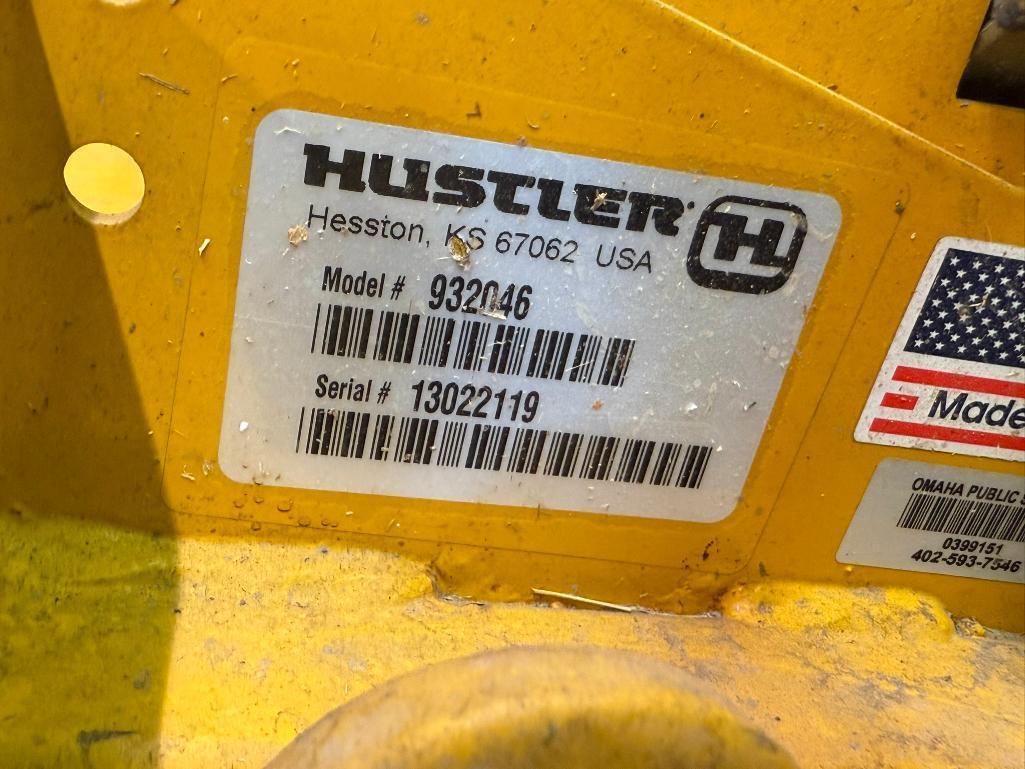 HUSTLER
Hesston, KS 67062 USA
Model # 932046
Serial # 13022119
Made
OMAHA PUBLIC
0399151
402-593-7546